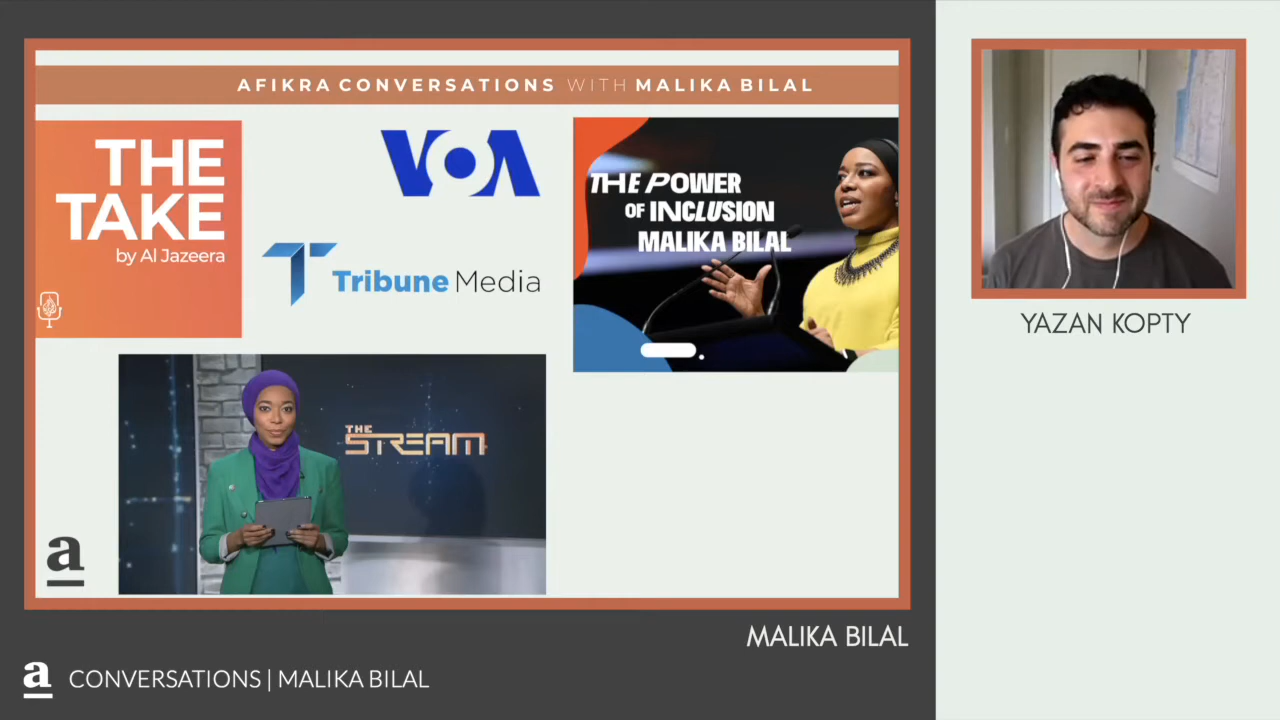 AFIKRA CONVERSATIONS WITH MALIKA BILAL
THE
TAKE
by Al Jazeera
VOA
Tribune Media
THE POWER
OF INCLUSION
MALIKA BILAL
THE
STREAM
a
YAZAN KOPTY
MALIKA BILAL
a CONVERSATIONS | MALIKA BILAL